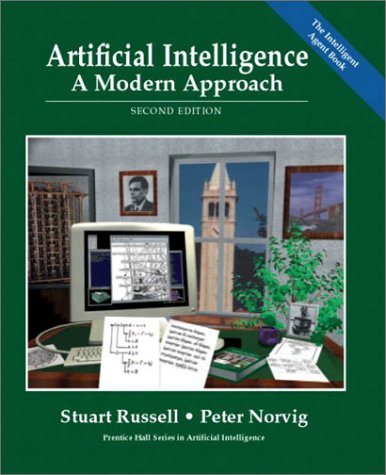 The Intelligent
Agent Book
Artificial Intelligence
A Modern Approach
SECOND EDITION
Stuart Russell • Peter Norvig
Prentice Hall Series in Artificial Intelligence